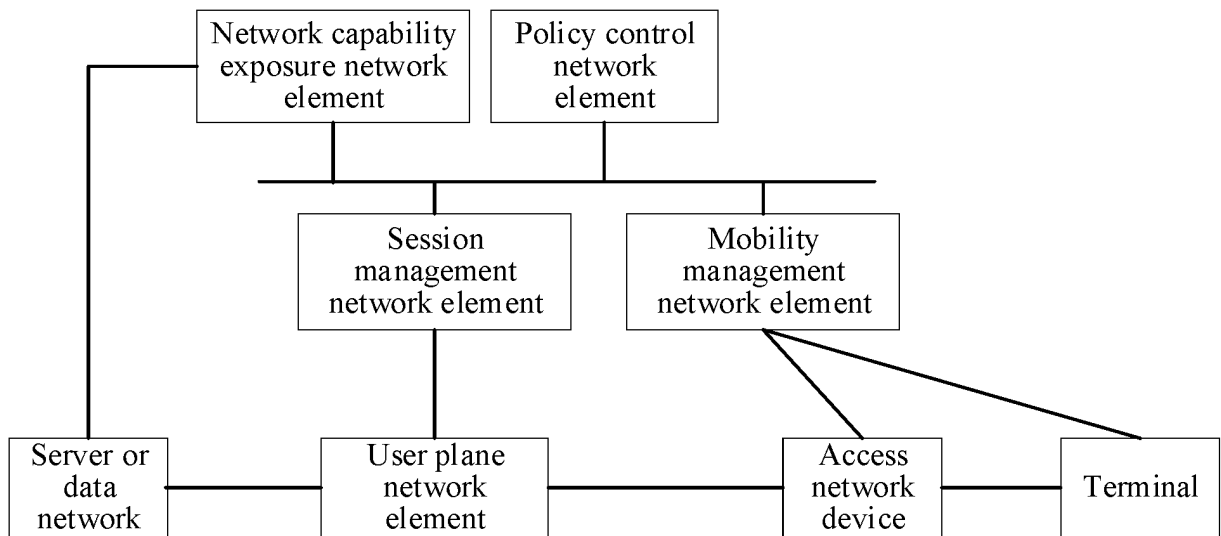 Network capability
exposure network
element
Policy control
network
element
Session
management
network element
Mobility
management
network element
Server or
data
network
User plane
network
element
Access
network
device
Terminal